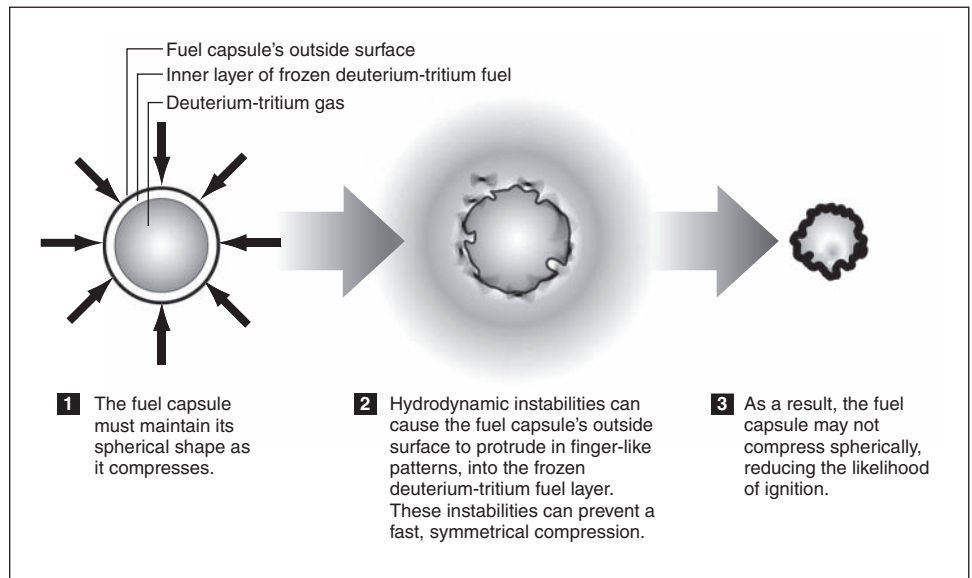 Fuel capsule's outside surface
Inner layer of frozen deuterium-tritium fuel
Deuterium-tritium gas
1 The fuel capsule
must maintain its
spherical shape as
it compresses.
2 Hydrodynamic instabilities can
cause the fuel capsule's outside
surface to protrude in finger-like
patterns, into the frozen
deuterium-tritium fuel layer.
These instabilities can prevent a
fast, symmetrical compression.
3 As a result, the fuel
capsule may not
compress spherically,
reducing the likelihood
of ignition.